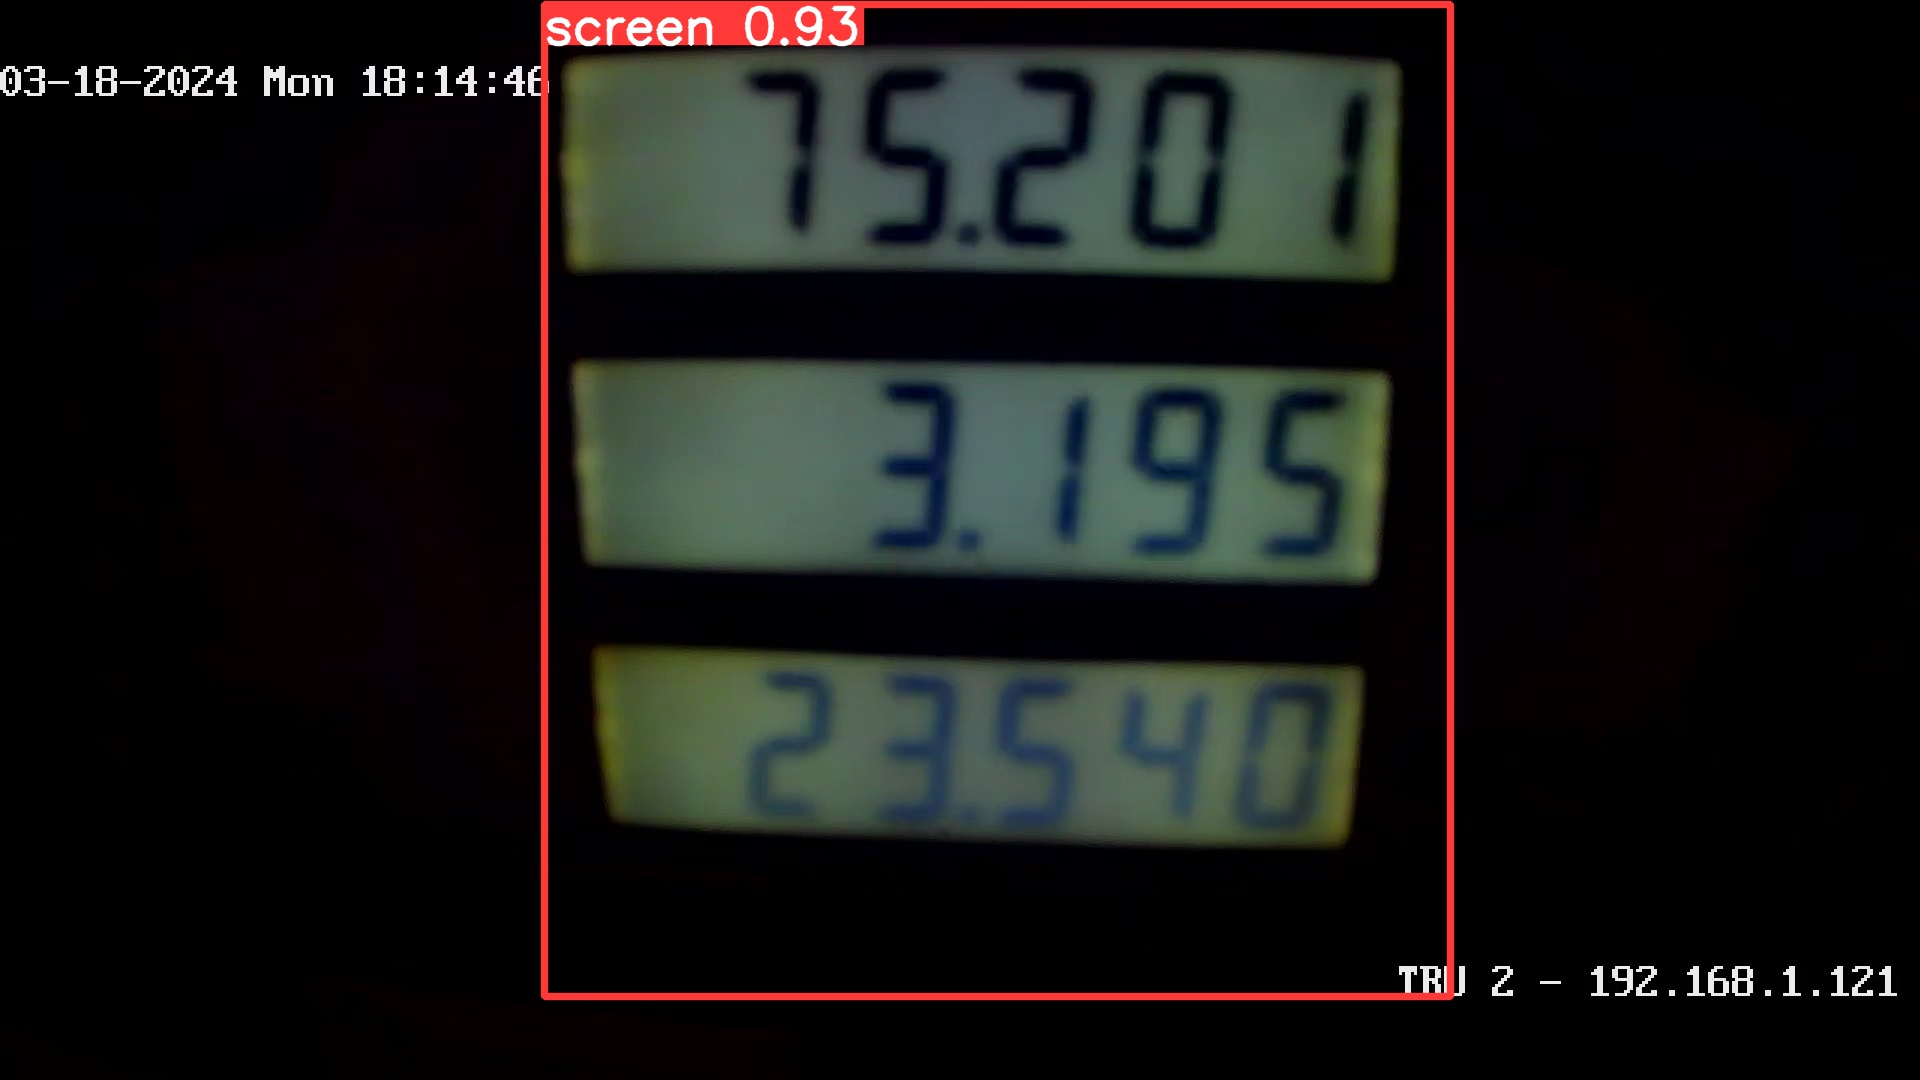 screen 0.93
03-18-2024 Mon 18:14:46
75.201
3.195
23.540
TRU 2 - 192.168.1.121